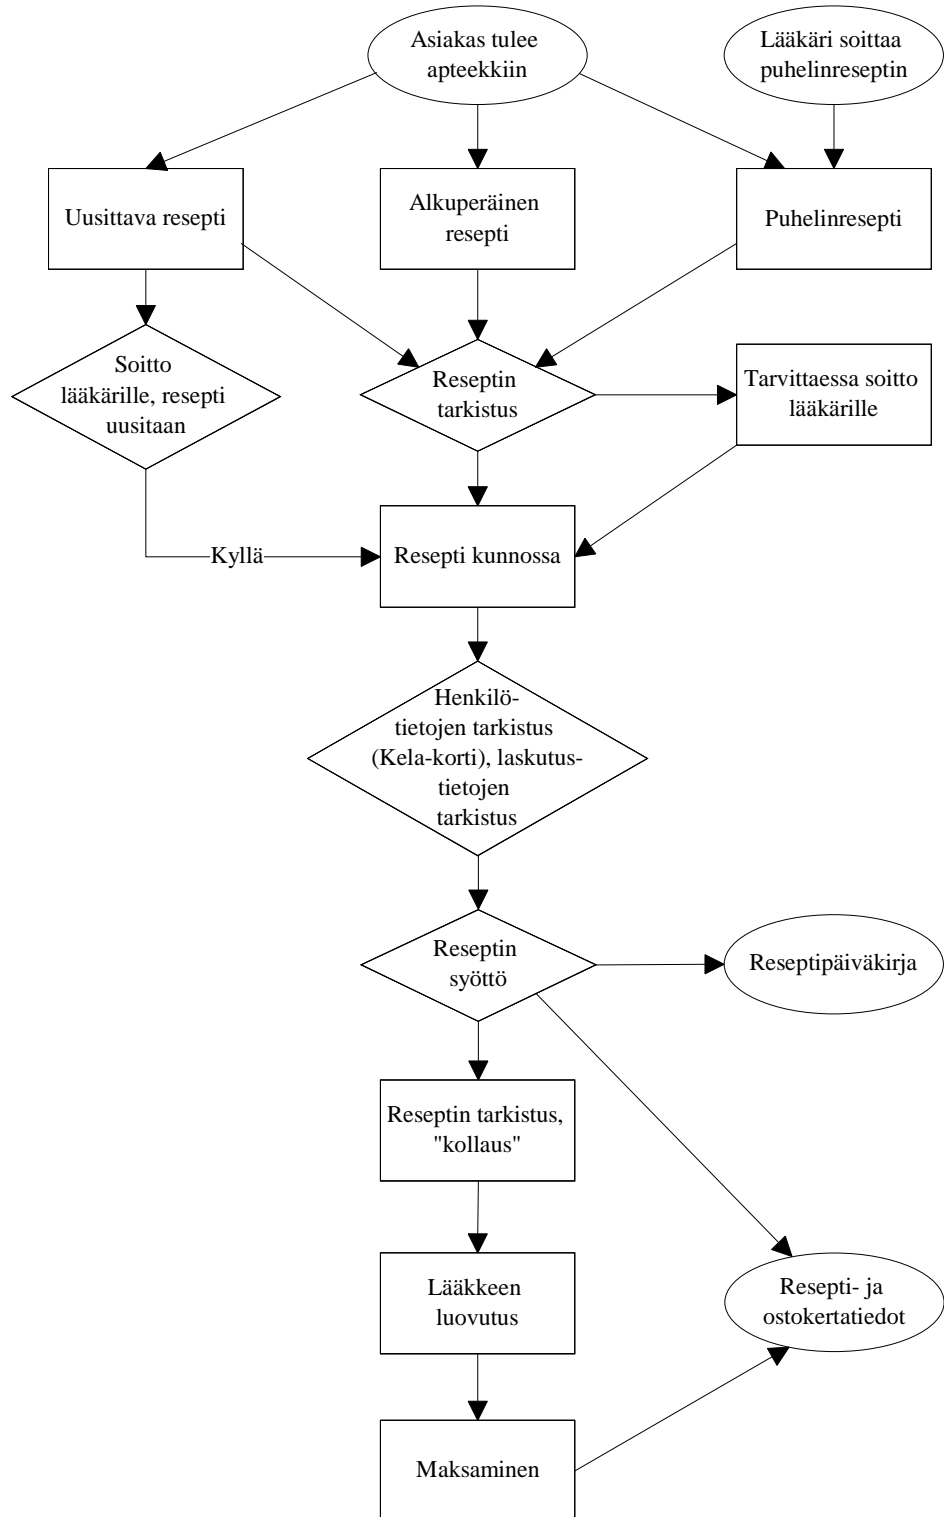 Asiakas tulee
apteekkiin
Lääkäri soittaa
puhelinreseptin
Uusittava resepti
Alkuperäinen
resepti
Puhelinresepti
Soitto
lääkärille, resepti
uusitaan
Reseptin
tarkistus
Tarvittaessa soitto
lääkärille
Kyllä
Resepti kunnossa
Henkilö-
tietojen tarkistus
(Kela-korti), laskutus-
tietojen
tarkistus
Reseptin
syöttö
Reseptipäiväkirja
Reseptin tarkistus,
"kollaus"
Lääkkeen
luovutus
Resepti- ja
ostokertatiedot
Maksaminen